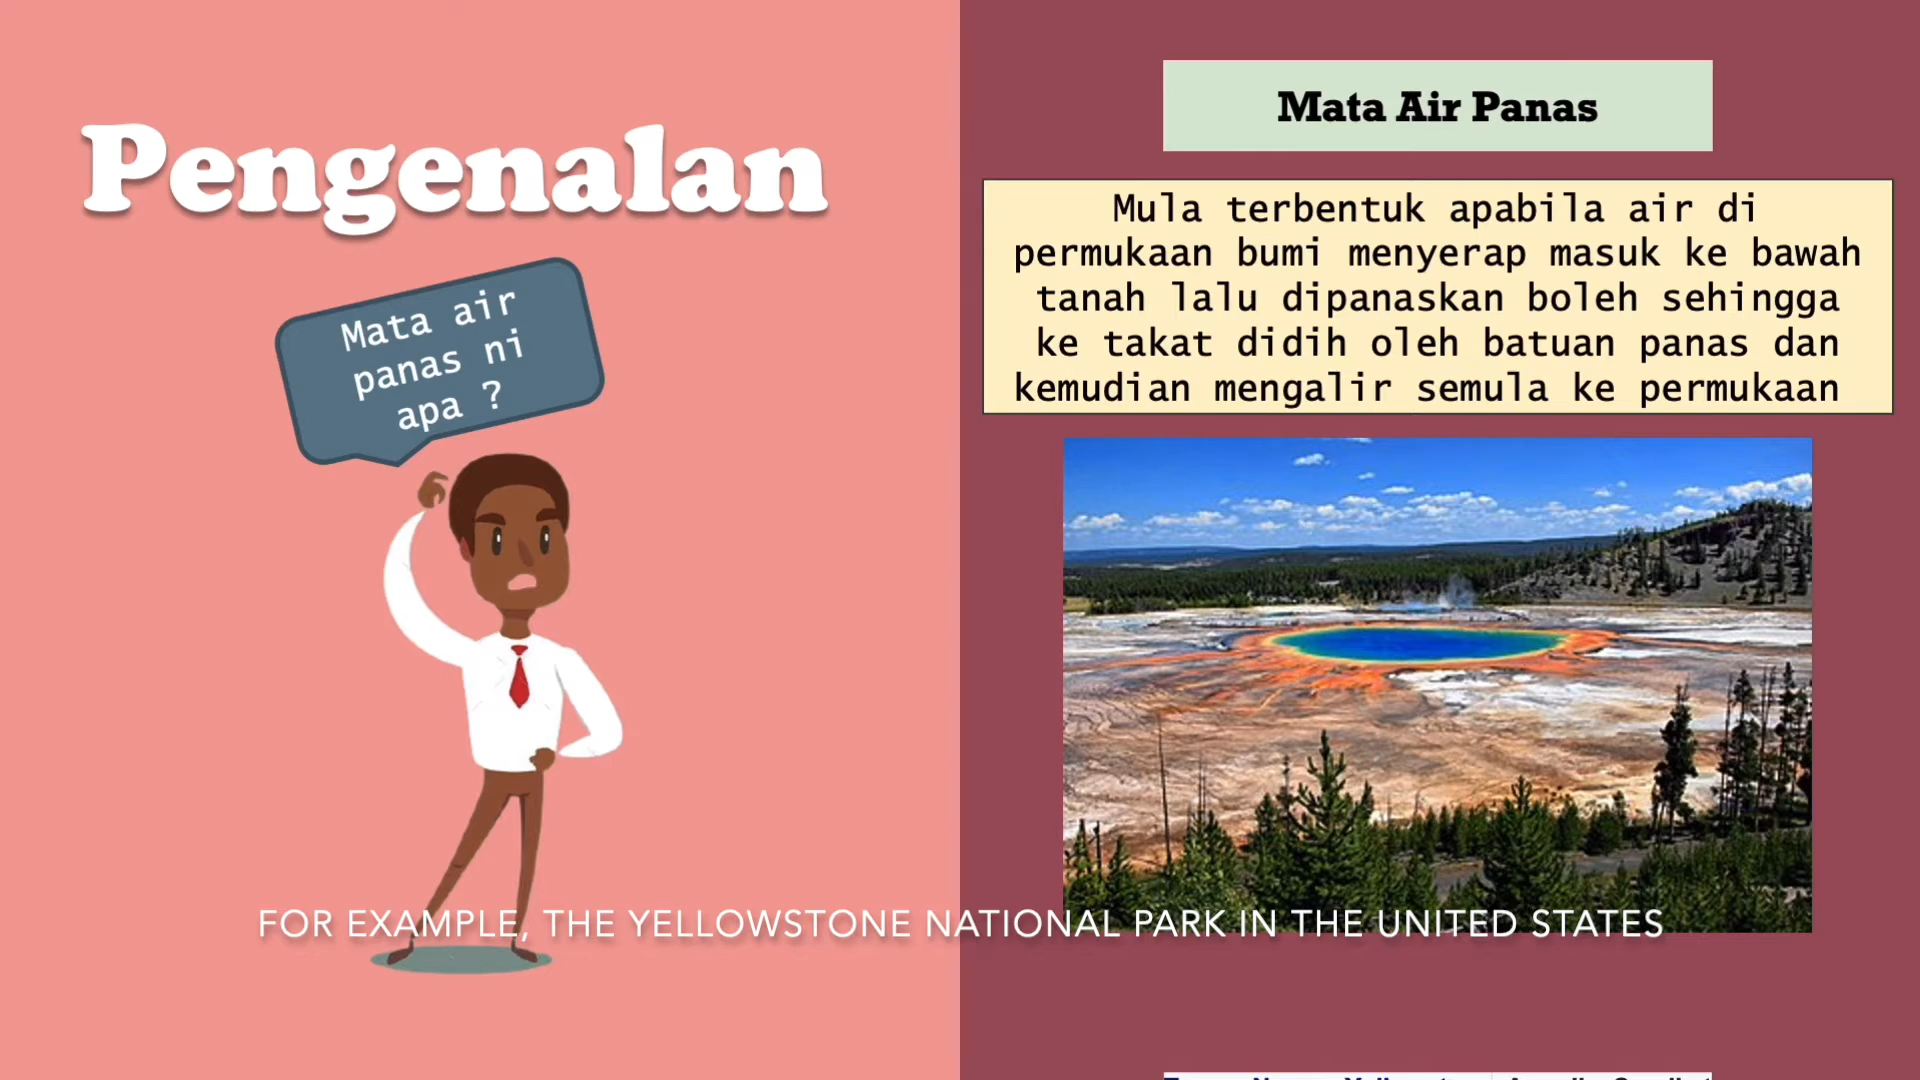 Pengenalan
Mata air
panas ni
apa ?
Mata Air Panas
Mula terbentuk apabila air di
permukaan bumi menyerap masuk ke bawah
tanah lalu dipanaskan boleh sehingga
ke takat didih oleh batuan panas dan
kemudian mengalir semula ke permukaan
FOR EXAMPLE, THE YELLOWSTONE NATIONAL PARK IN THE UNITED STATES